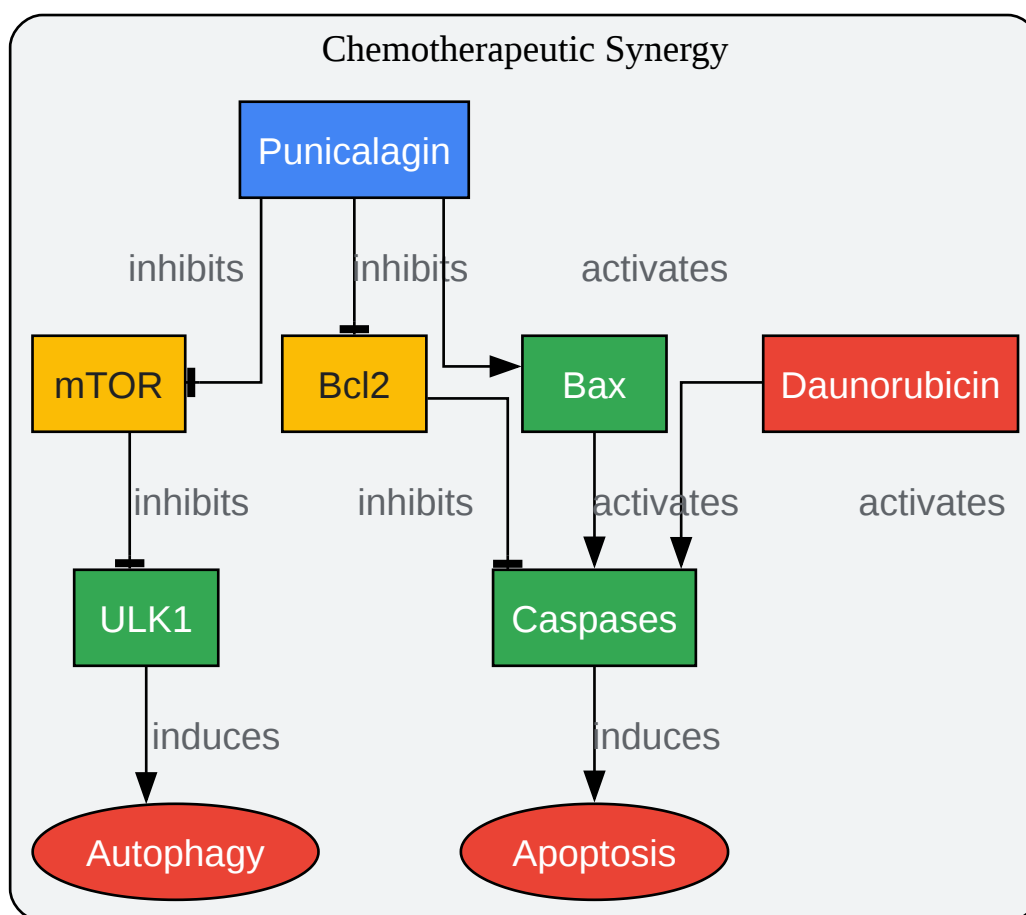 Chemotherapeutic Synergy
Punicalagin
inhibits
inhibits
activates
mTOR
Bcl2
Bax
Daunorubicin
inhibits
inhibits
activates
activates
ULK1
Caspases
induces
induces
Autophagy
Apoptosis